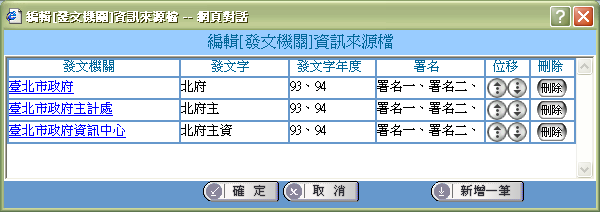 編輯[發文機關]資訊來源檔 -- 網頁對話
編輯[發文機關]資訊來源檔
發文機關 發文字 發文字年度 署名 位移 刪除
臺北市政府 北府 93、94 署名一、署名二、 刪除
臺北市政府主計處 北府主 93、94 署名一、署名二、 刪除
臺北市政府資訊中心 北府主資 93、94 署名一、署名二、 刪除
確 定 取 消 新增一筆